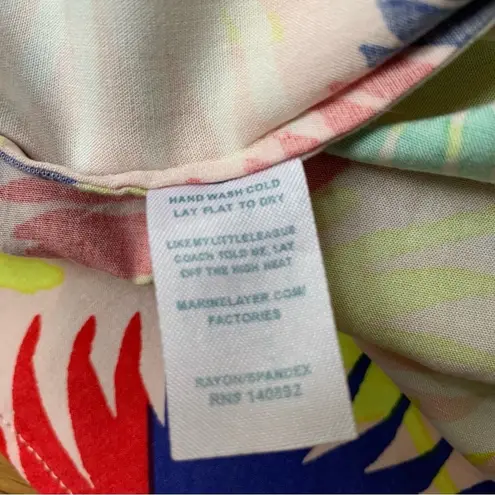 HAND WASH COLD
LAY FLAT TO DRY
LIKE MY LITTLE LEAGUE
COACH TOLD ME, LAY
OFF THE HIGH HEAT
MARINELAYER.COM/
FACTORIES
RAYON/SPANDEX
RN# 140892